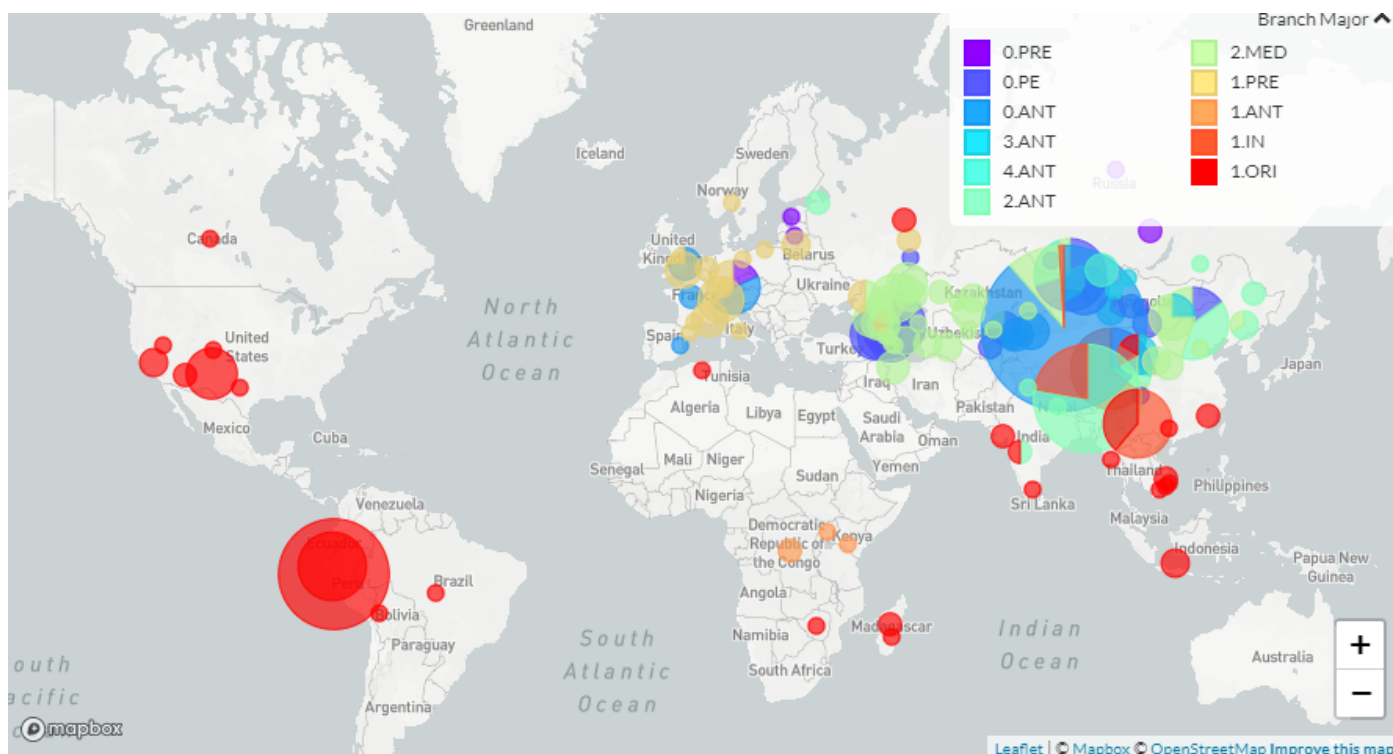 Greenland
Branch Major
0.PRE
0.PE
0.ANT
3.ANT
4.ANT
2.ANT
2.MED
1.PRE
1.ANT
1.IN
1.ORI
Iceland
Sweden
Norway
Russia
Canada
United
Kingdom
Belarus
Ukraine
Kazakhstan
Mongolia
North
Atlantic
Ocean
France
Italy
Spain
United
States
Turkey
Uzbekistan
Japan
Tunisia
Iraq
Iran
Pakistan
Nepal
Algeria
Libya
Egypt
Saudi
Arabia
Oman
India
Mexico
Cuba
Mali
Niger
Sudan
Yemen
Senegal
Nigeria
Thailand
Philippines
Sri Lanka
Malaysia
Venezuela
Ecuador
Democratic
Republic of
the Congo
Kenya
Indonesia
Papua New
Guinea
Peru
Brazil
Bolivia
Angola
Paraguay
Namibia
Madagascar
South
Atlantic
Ocean
Indian
Ocean
South Africa
Australia
Argentina
outh
acific
+
−
mapbox
Leaflet | © Mapbox © OpenStreetMap Improve this map